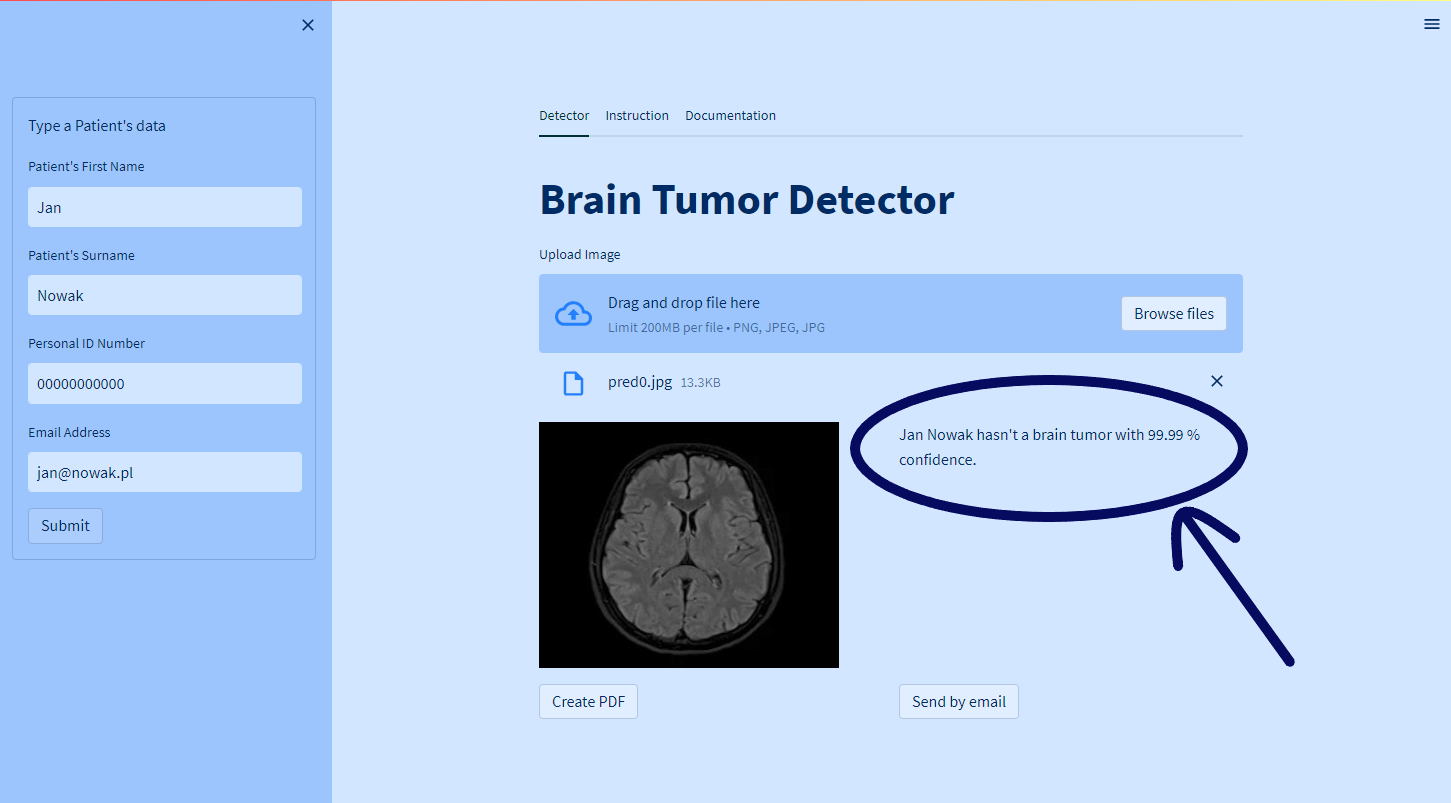 Type a Patient's data
Patient's First Name
Jan
Patient's Surname
Nowak
Personal ID Number
00000000000
Email Address
jan@nowak.pl
Submit
Detector Instruction Documentation
Brain Tumor Detector
Upload Image
Drag and drop file here
Limit 200MB per file • PNG, JPEG, JPG
Browse files
pred0.jpg 13.3KB
Jan Nowak hasn't a brain tumor with 99.99 %
confidence.
Create PDF
Send by email